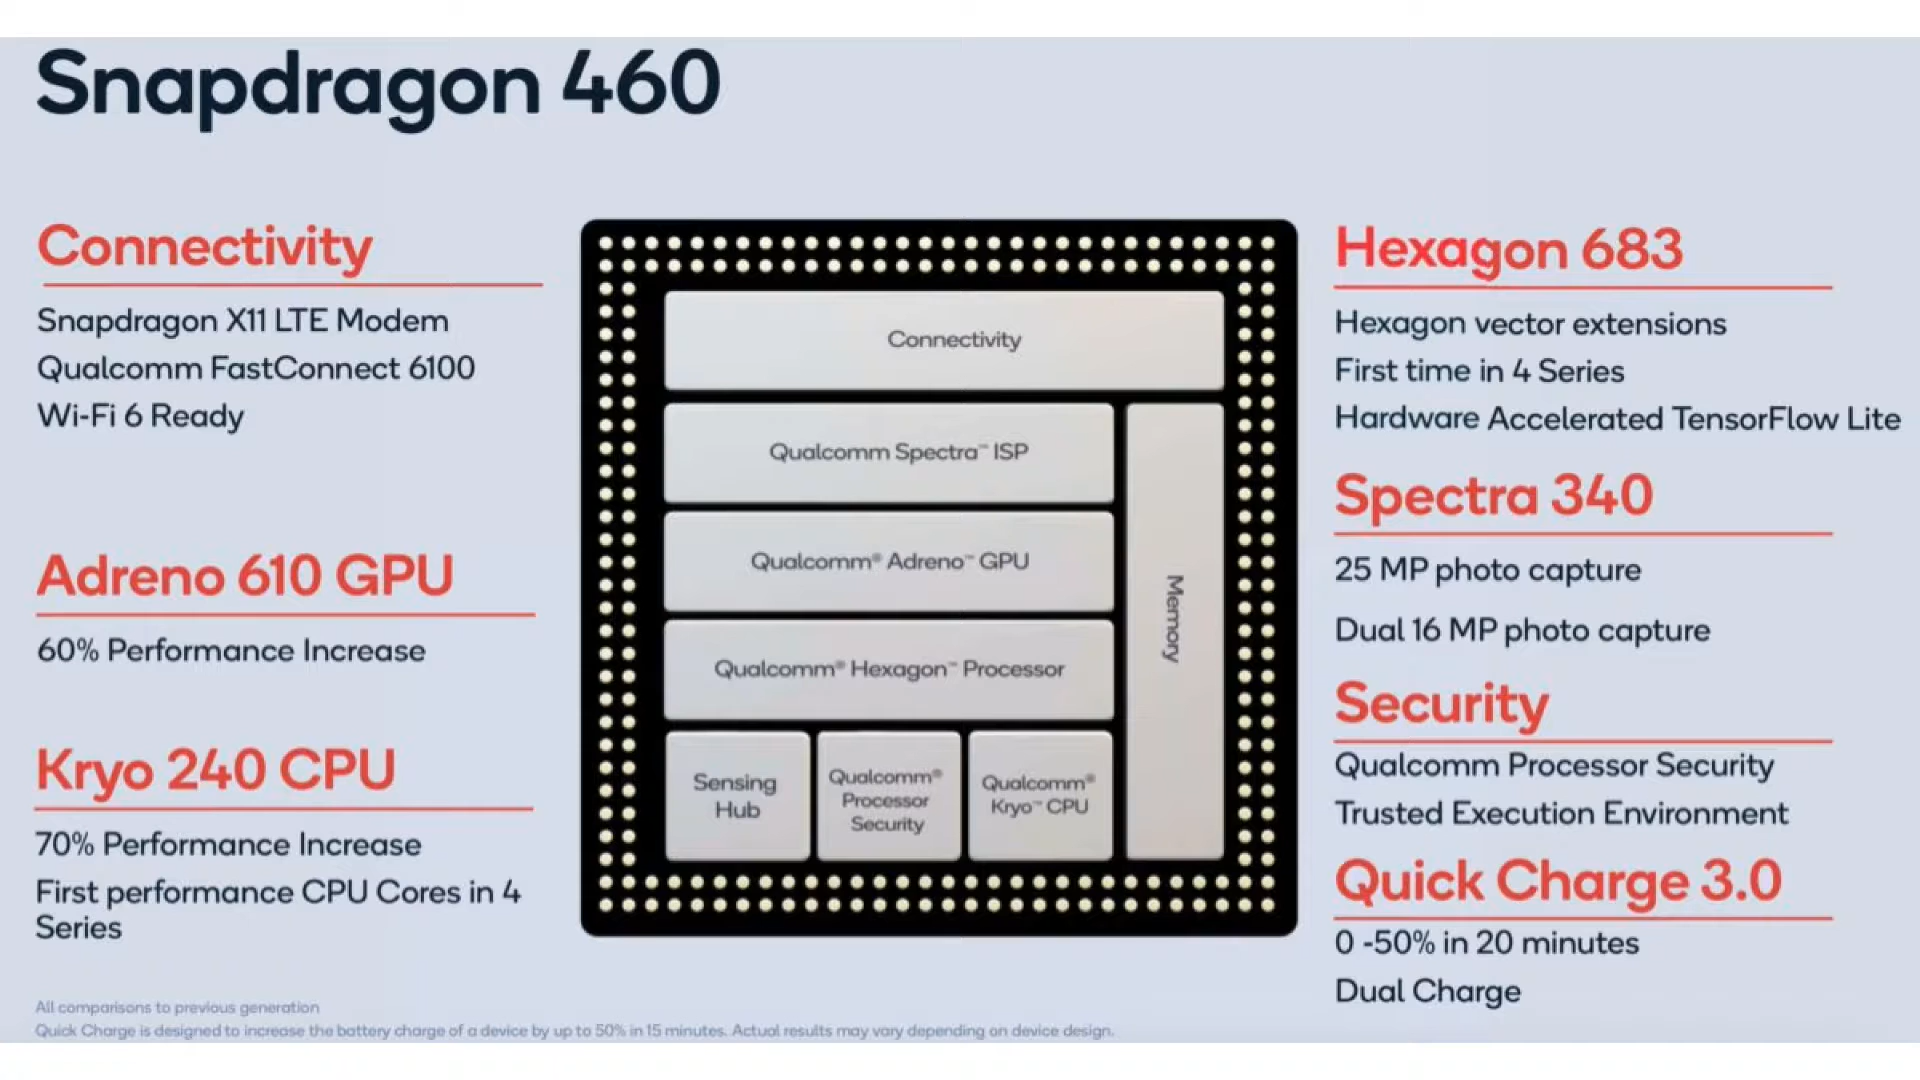 Snapdragon 460
Connectivity
Snapdragon X11 LTE Modem
Qualcomm FastConnect 6100
Wi-Fi 6 Ready
Adreno 610 GPU
60% Performance Increase
Kryo 240 CPU
70% Performance Increase
First performance CPU Cores in 4
Series
Connectivity
Qualcomm Spectra™ ISP
Qualcomm® Adreno™ GPU
Qualcomm® Hexagon™ Processor
Memory
Sensing
Hub
Qualcomm®
Processor
Security
Qualcomm®
Kryo™ CPU
Hexagon 683
Hexagon vector extensions
First time in 4 Series
Hardware Accelerated TensorFlow Lite
Spectra 340
25 MP photo capture
Dual 16 MP photo capture
Security
Qualcomm Processor Security
Trusted Execution Environment
Quick Charge 3.0
0 -50% in 20 minutes
Dual Charge
All comparisons to previous generation
Quick Charge is designed to increase the battery charge of a device by up to 50% in 15 minutes. Actual results may vary depending on device design.